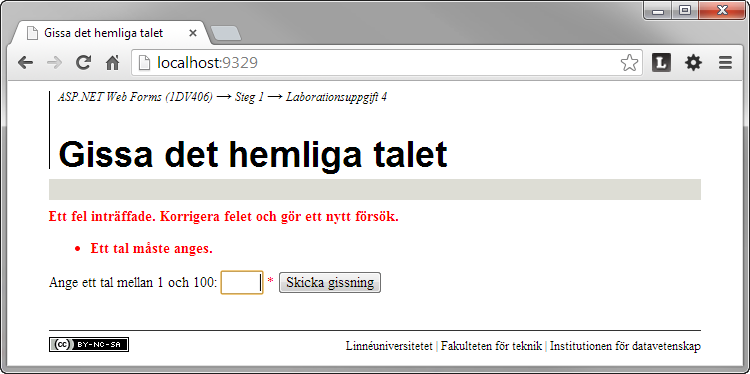 Gissa det hemliga talet
localhost:9329
L
ASP.NET Web Forms (1DV406) → Steg 1 → Laborationsuppgift 4
Gissa det hemliga talet
Ett fel inträffade. Korrigera felet och gör ett nytt försök.
• Ett tal måste anges.
Ange ett tal mellan 1 och 100: * Skicka gissning
(cc) BY-NC-SA
Linnéuniversitetet | Fakulteten för teknik | Institutionen för datavetenskap